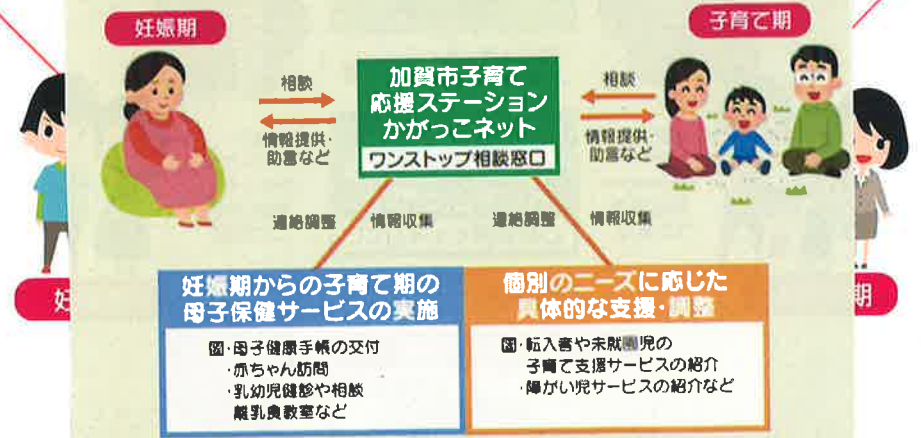 妊娠期
子育て期
相談
情報提供・
助言など
加賀市子育て
応援ステーション
かがっこネット
ワンストップ相談窓口
相談
情報提供・
助言など
連絡調整
情報収集
連絡調整
情報収集
妊娠期からの子育て期の
母子保健サービスの実施
・母子健康手帳の交付
・赤ちゃん訪問
・乳幼児健診や相談
離乳食教室など
個別のニーズに応じた
具体的な支援・調整
・転入者や未就園児の
子育て支援サービスの紹介
・障がい児サービスの紹介など
妊
期